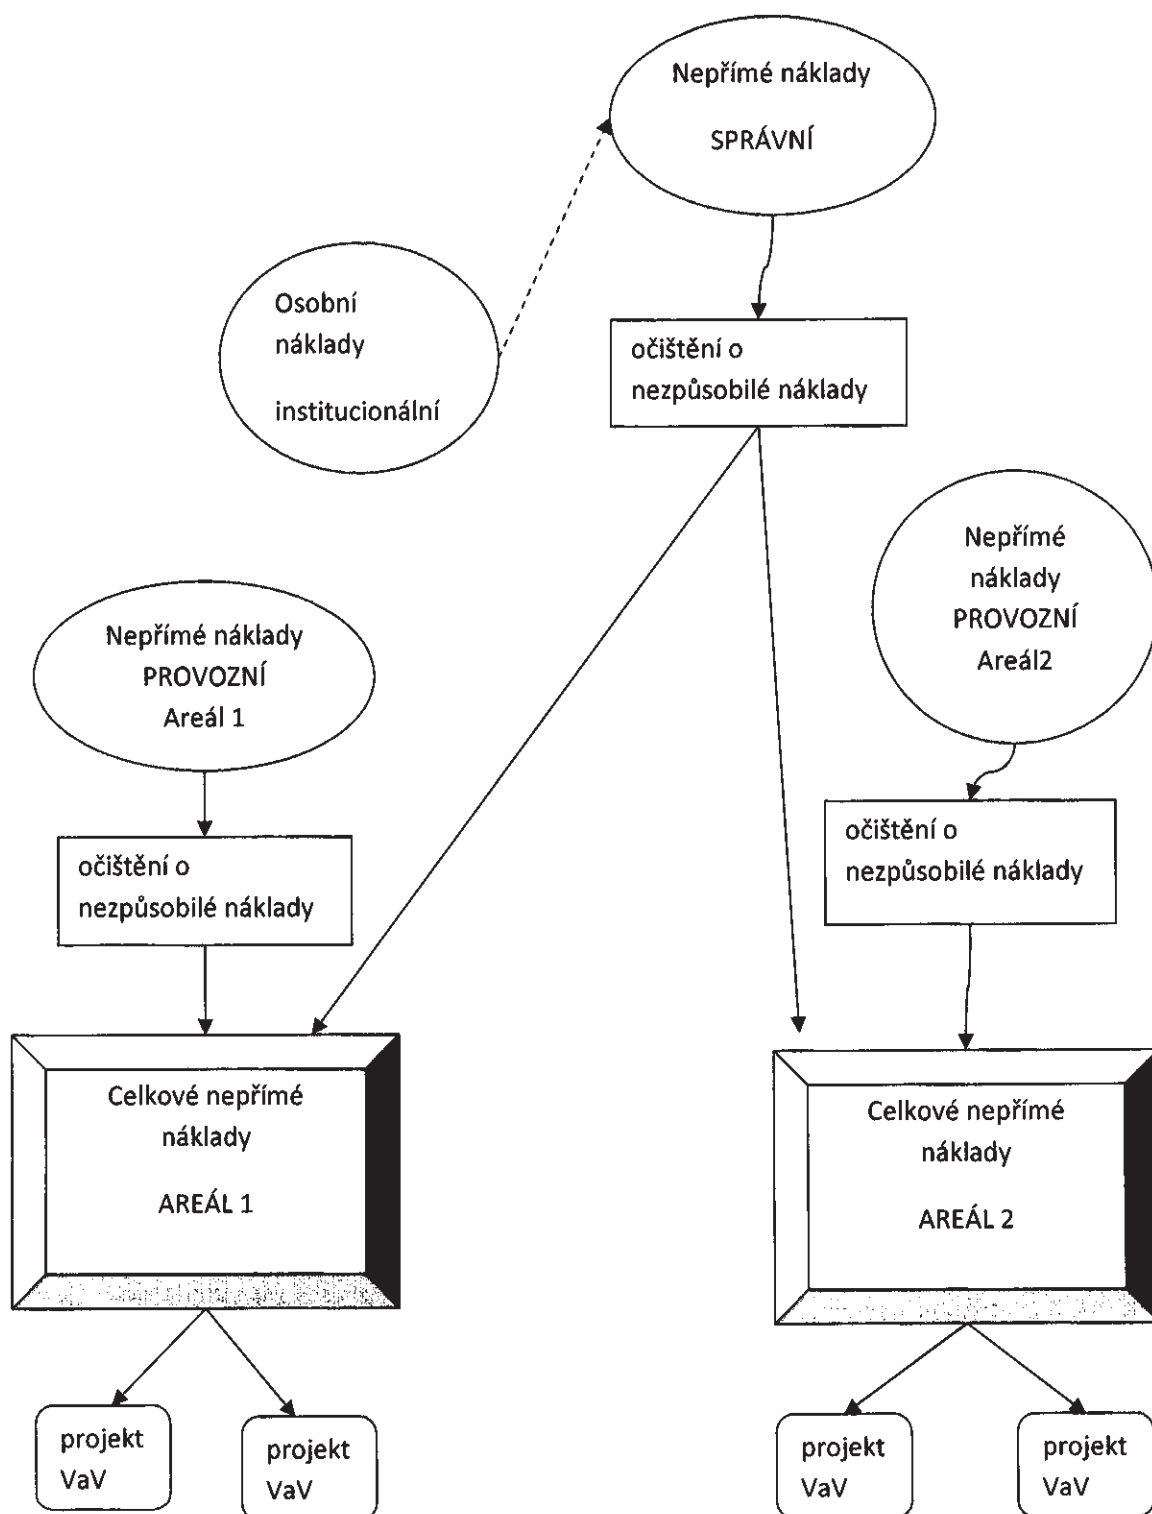 Nepřímé náklady
SPRÁVNÍ
Osobní
náklady
institucionální
očištění o
nezpůsobilé náklady
Nepřímé
náklady
PROVOZNÍ
Areál2
Nepřímé náklady
PROVOZNÍ
Areál 1
očištění o
nezpůsobilé náklady
očištění o
nezpůsobilé náklady
Celkové nepřímé
náklady
AREÁL 1
Celkové nepřímé
náklady
AREÁL 2
projekt
VaV
projekt
VaV
projekt
VaV
projekt
VaV